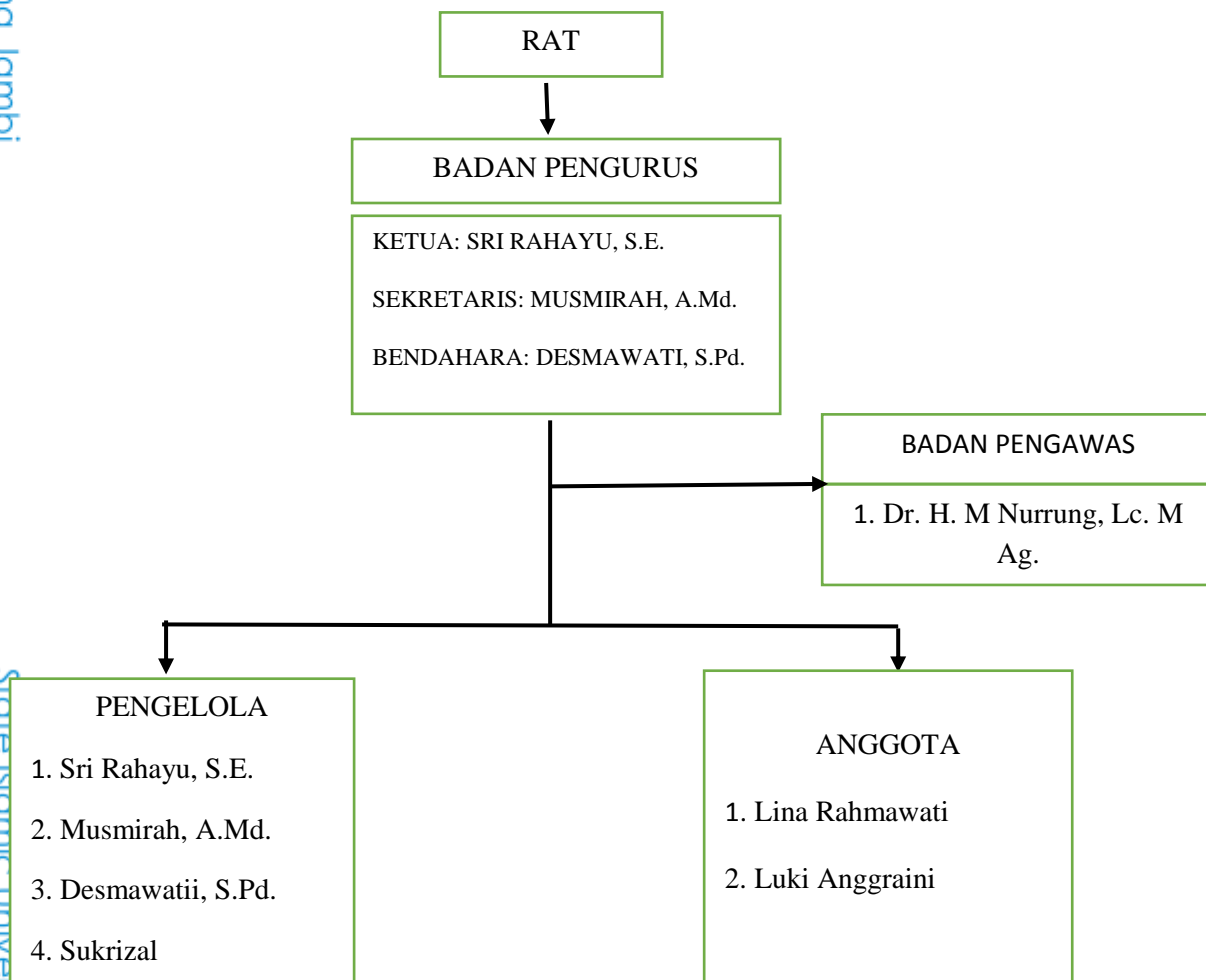 RAT
BADAN PENGURUS
KETUA: SRI RAHAYU, S.E.
SEKRETARIS: MUSMIRAH, A.Md.
BENDAHARA: DESMAWATI, S.Pd.
BADAN PENGAWAS
1. Dr. H. M Nurrung, Lc. M
Ag.
PENGELOLA
1. Sri Rahayu, S.E.
2. Musmirah, A.Md.
3. Desmawatii, S.Pd.
4. Sukrizal
ANGGOTA
1. Lina Rahmawati
2. Luki Anggraini